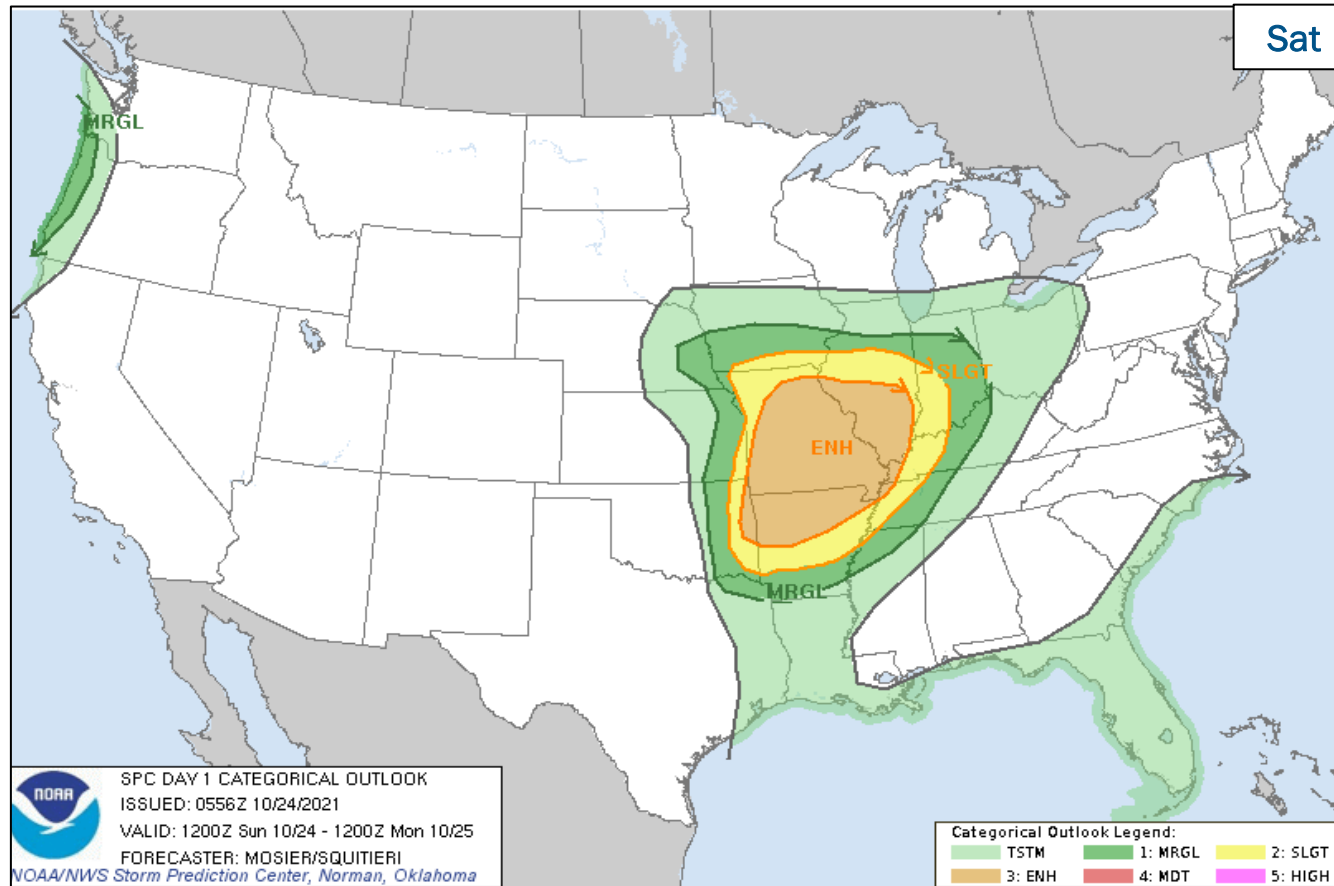 Sat
MRGL
SLGT
ENH
MRGL
NOAA
SPC DAY 1 CATEGORICAL OUTLOOK
ISSUED: 0556Z 10/24/2021
VALID: 1200Z Sun 10/24 - 1200Z Mon 10/25
FORECASTER: MOSIER/SQUITIERI
NOAA/NWS Storm Prediction Center, Norman, Oklahoma
Categorical Outlook Legend:
TSTM 1: MRGL 2: SLGT
3: ENH 4: MDT 5: HIGH